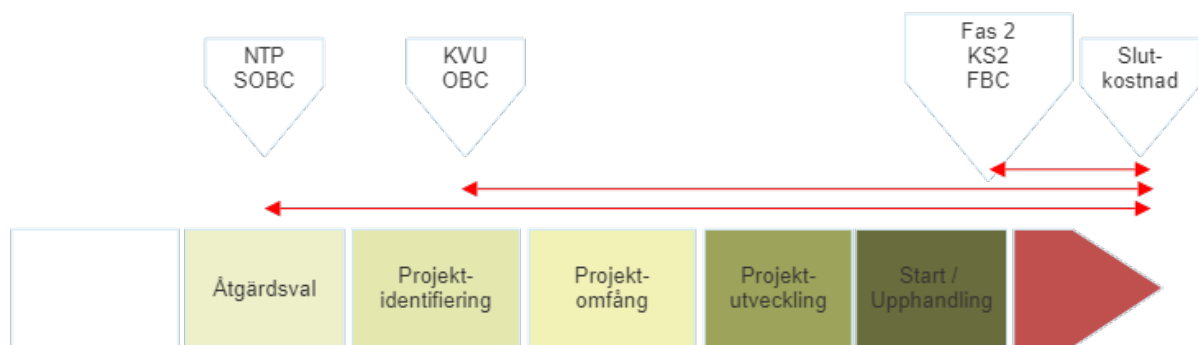 NTP
SOBC
KVU
OBC
Fas 2
KS2
FBC
Slut-
kostnad
Åtgärdsval
Projekt-
identifiering
Projekt-
omfång
Projekt-
utveckling
Start /
Upphandling